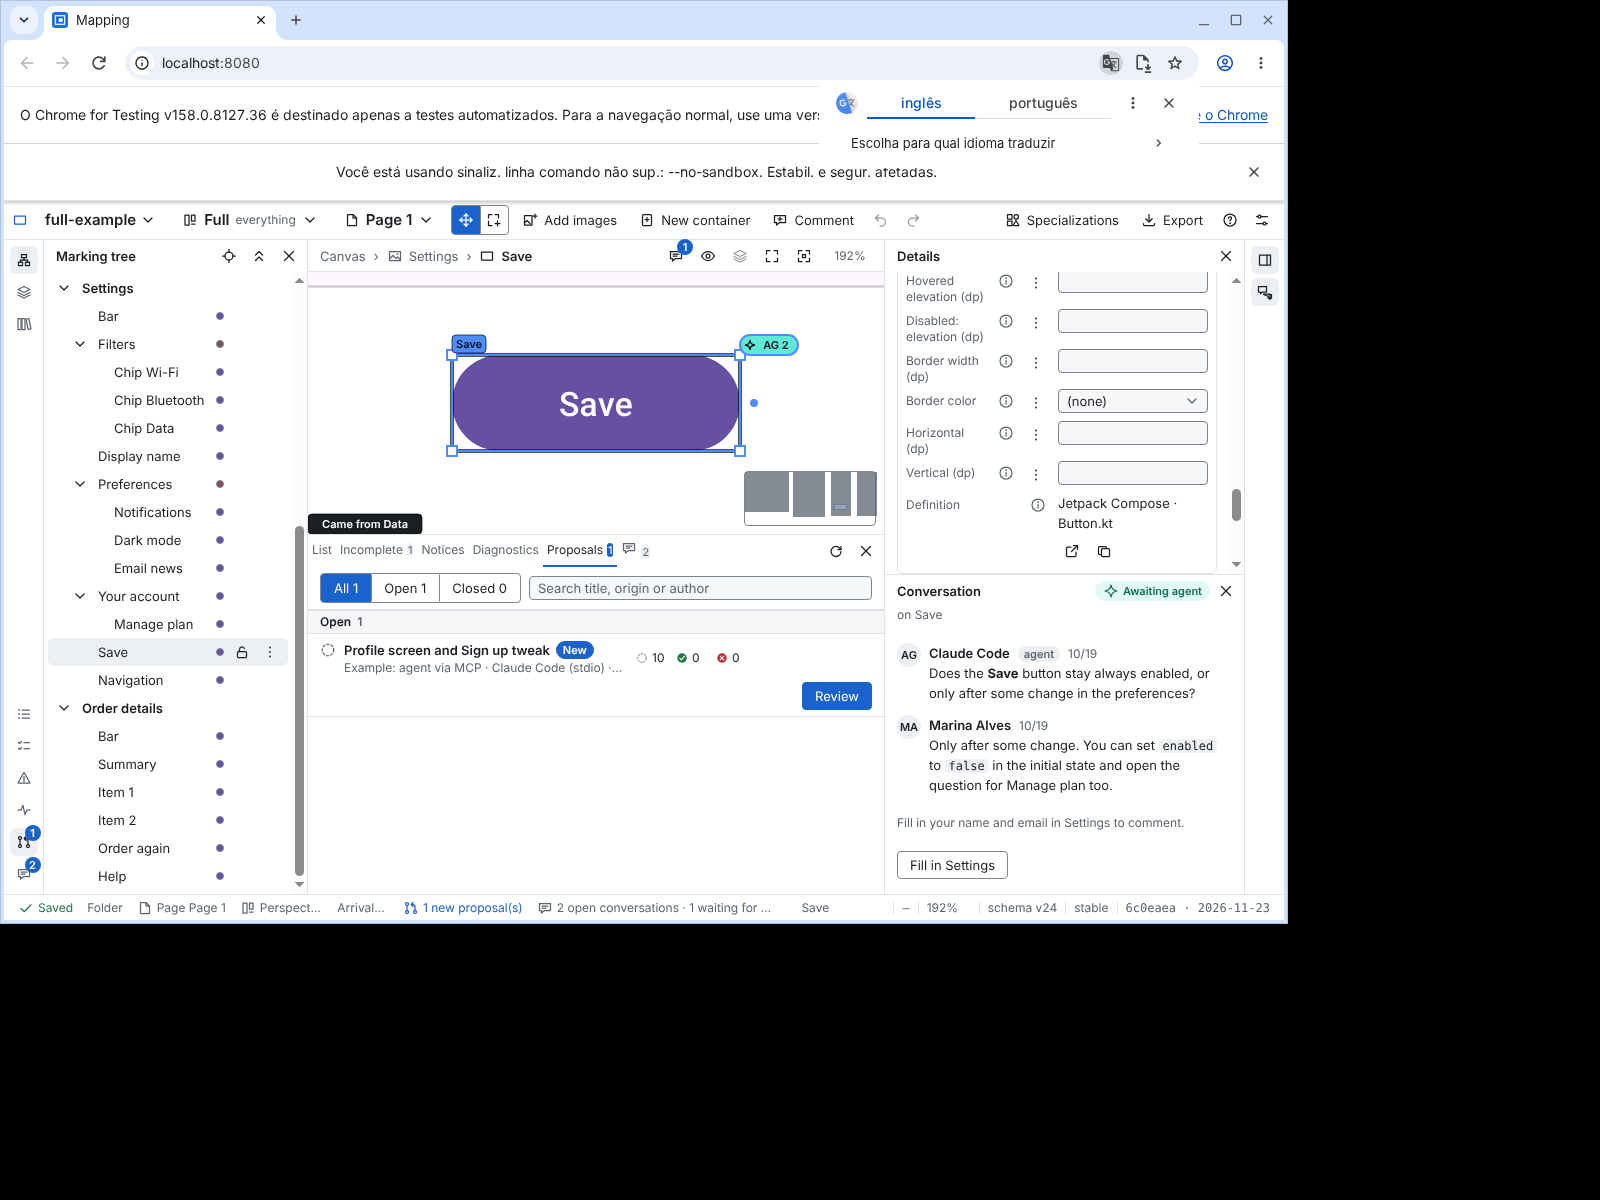 Mapping
localhost:8080
O Chrome for Testing v158.0.8127.36 é destinado apenas a testes automatizados. Para a navegação normal, use uma vers
e o Chrome
inglês
português
Escolha para qual idioma traduzir
Você está usando sinaliz. linha comando não sup.: --no-sandbox. Estabil. e segur. afetadas.
full-example
Full everything
Page 1
Add images
New container
Comment
Specializations
Export
Marking tree
Settings
Bar
Filters
Chip Wi-Fi
Chip Bluetooth
Chip Data
Display name
Preferences
Notifications
Dark mode
Email news
Your account
Manage plan
Save
Navigation
Order details
Bar
Summary
Item 1
Item 2
Order again
Help
1
2
Canvas › Settings › Save
1
192%
Save
AG 2
Save
Came from Data
List
Incomplete 1
Notices
Diagnostics
Proposals 1
2
All 1
Open 1
Closed 0
Search title, origin or author
Open 1
Profile screen and Sign up tweak New
Example: agent via MCP · Claude Code (stdio) ·...
10 0 0
Review
Details
Hovered
elevation (dp)
Disabled:
elevation (dp)
Border width
(dp)
Border color
(none)
Horizontal
(dp)
Vertical (dp)
Definition
Jetpack Compose ·
Button.kt
Conversation
Awaiting agent
on Save
AG
Claude Code agent 10/19
Does the Save button stay always enabled, or
only after some change in the preferences?
MA
Marina Alves 10/19
Only after some change. You can set enabled
to false in the initial state and open the
question for Manage plan too.
Fill in your name and email in Settings to comment.
Fill in Settings
Saved
Folder
Page Page 1
Perspect...
Arrival...
1 new proposal(s)
2 open conversations · 1 waiting for ...
Save
–
192%
schema v24
stable
6c0eaea · 2026-11-23